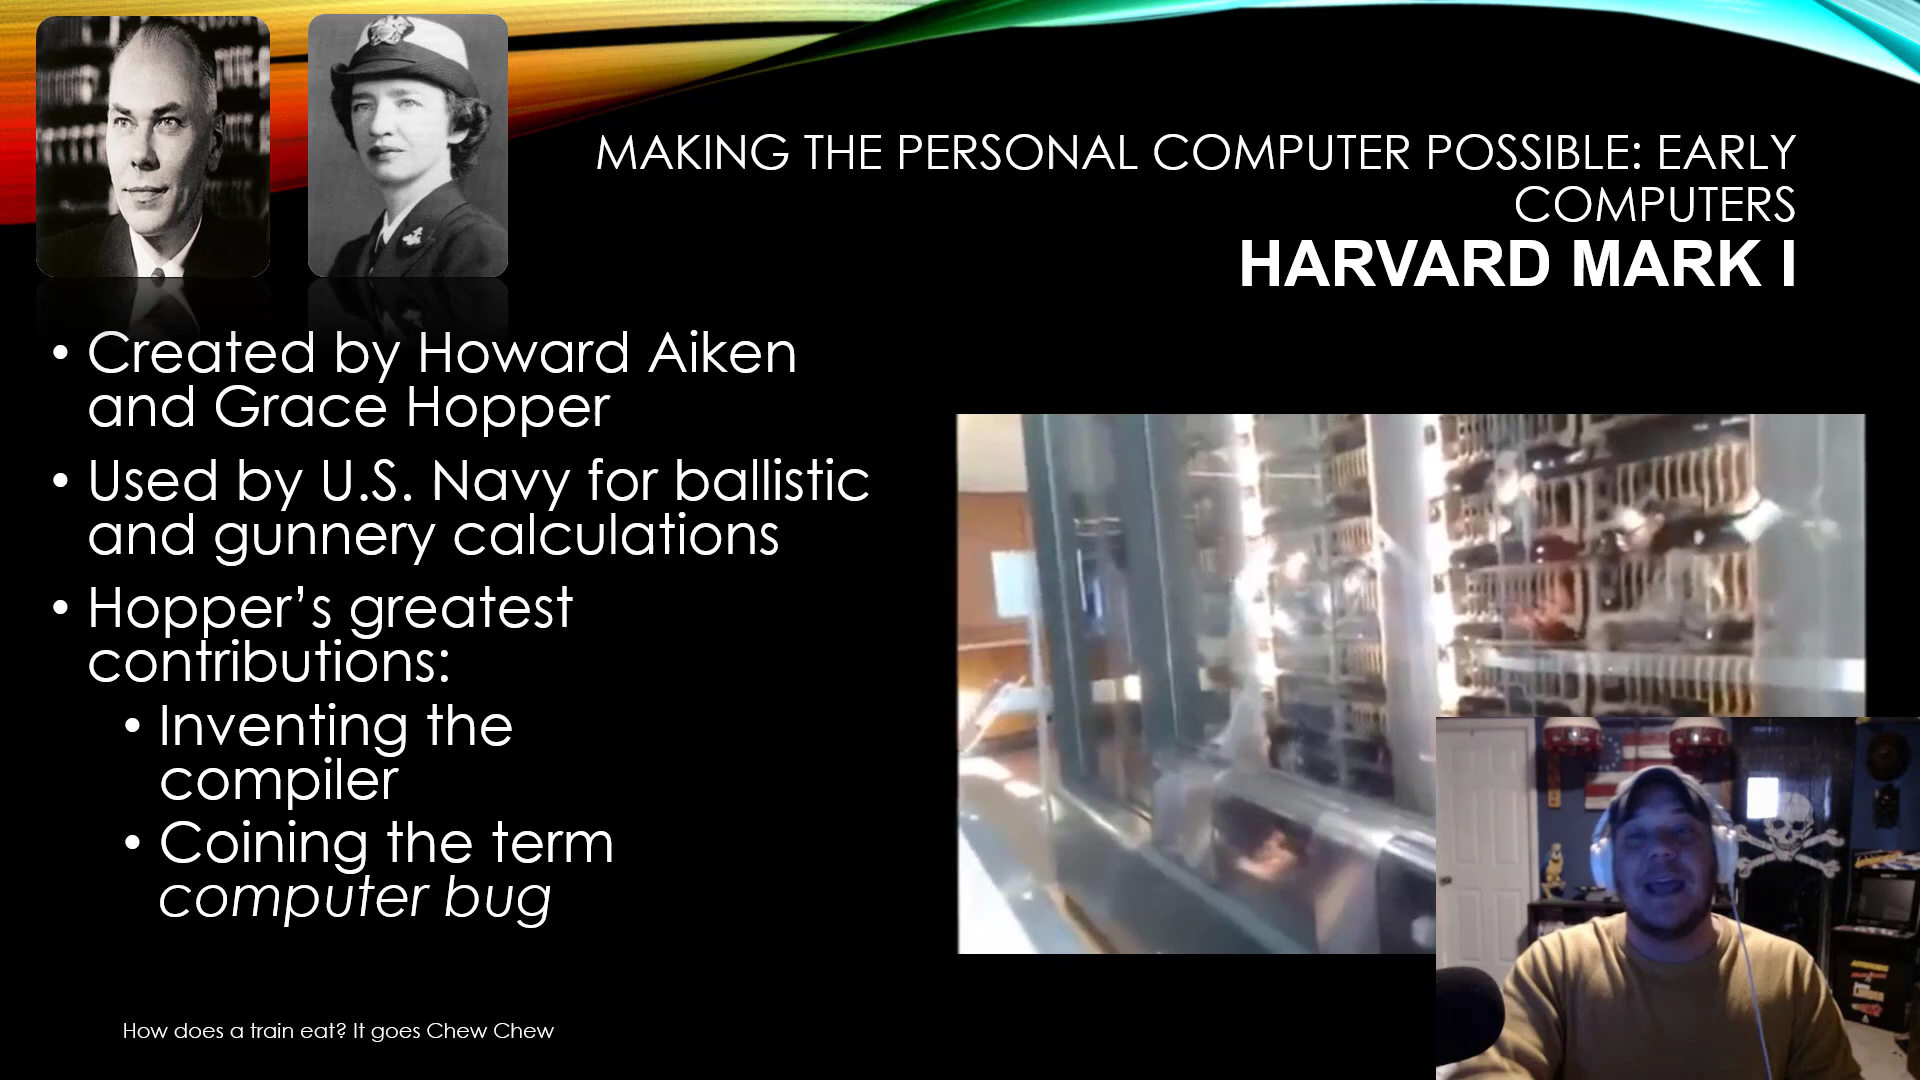 MAKING THE PERSONAL COMPUTER POSSIBLE: EARLY
COMPUTERS
HARVARD MARK I
• Created by Howard Aiken
and Grace Hopper
• Used by U.S. Navy for ballistic
and gunnery calculations
• Hopper’s greatest
contributions:
• Inventing the
compiler
• Coining the term
computer bug
How does a train eat? It goes Chew Chew